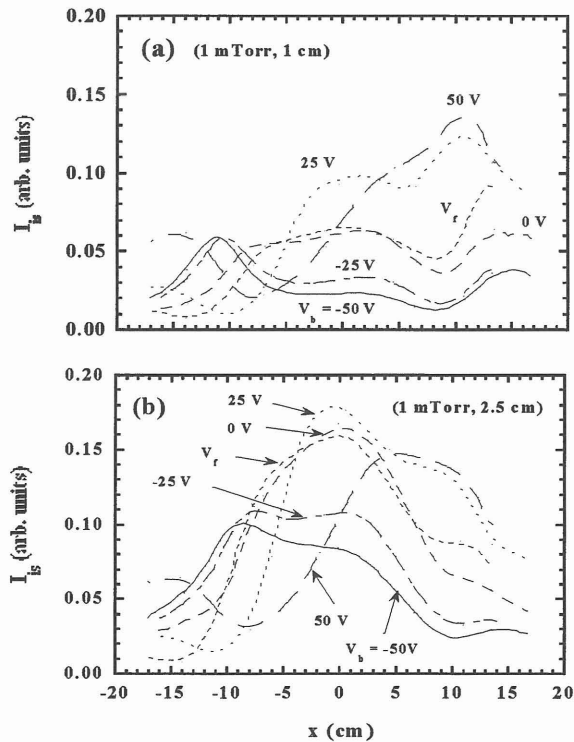 0.20
(a) (1 mTorr, 1 cm)
50 V
0.15
25 V
0.10
V_f
0 V
0.05
-25 V
V_b = -50 V
0.00
I_is (arb. units)
0.20
(b) 25 V (1 mTorr, 2.5 cm)
0 V
V_f
0.15
-25 V
0.10
0.05
50 V
V_b = -50V
0.00
I_is (arb. units)
-20 -15 -10 -5 0 5 10 15 20
x (cm)